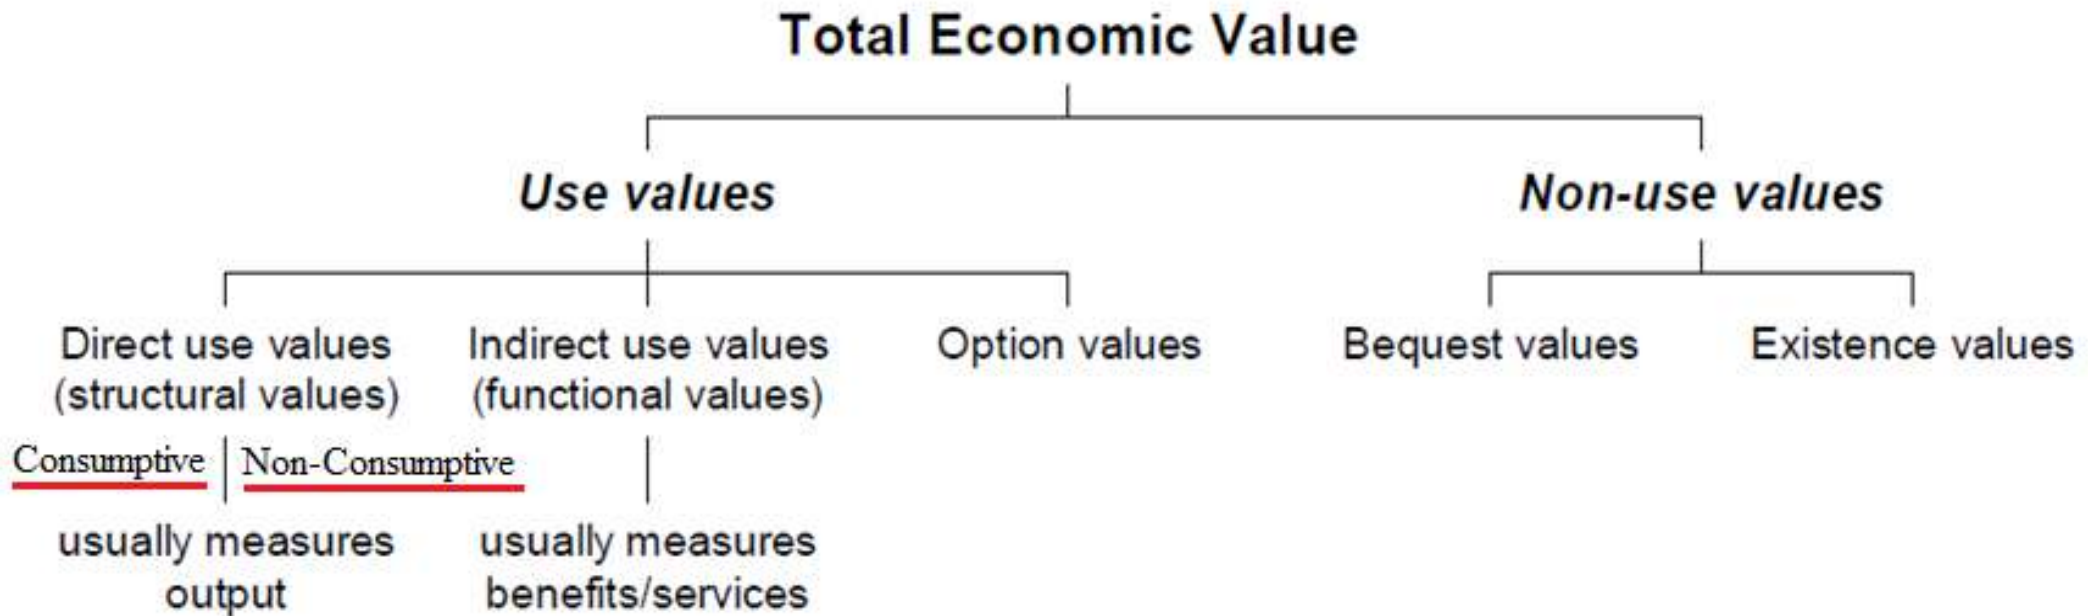 Total Economic Value
Use values
Non-use values
Direct use values
(structural values)
Indirect use values
(functional values)
Option values
Bequest values
Existence values
Consumptive
Non-Consumptive
usually measures
output
usually measures
benefits/services